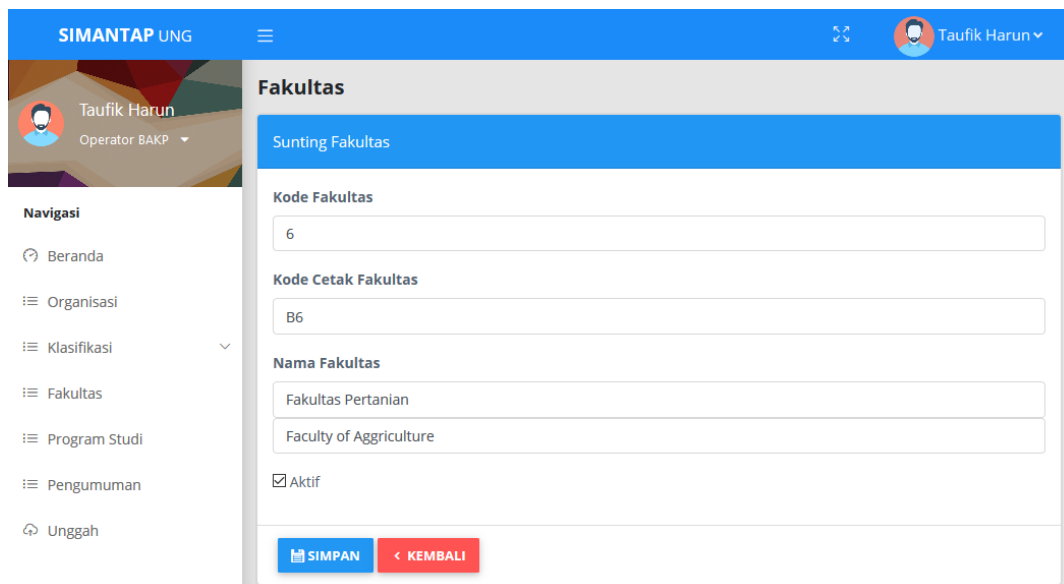 SIMANTAP UNG
Taufik Harun
Taufik Harun
Operator BAKP
Navigasi
Beranda
Organisasi
Klasifikasi
Fakultas
Program Studi
Pengumuman
Unggah
Fakultas
Sunting Fakultas
Kode Fakultas
6
Kode Cetak Fakultas
B6
Nama Fakultas
Fakultas Pertanian
Faculty of Aggriculture
Aktif
SIMPAN
< KEMBALI